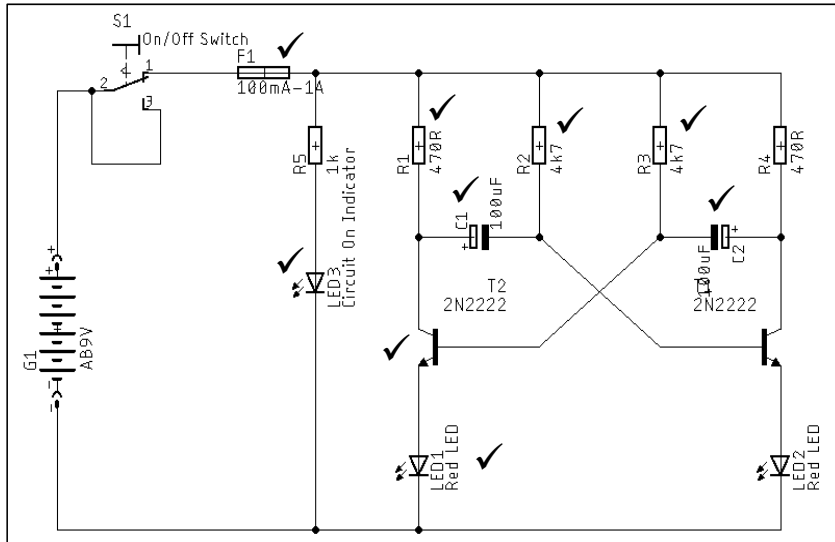 S1
On/Off Switch
1
2
3
4
F1
100mA-1A
R5
1k
R1
470R
R2
4k7
R3
4k7
R4
470R
C1
100uF
+
100uF
C2
+
LED3
Circuit On Indicator
T2
2N2222
2N2222
G1
AB9V
+
+
-
-
LED1
Red LED
LED2
Red LED